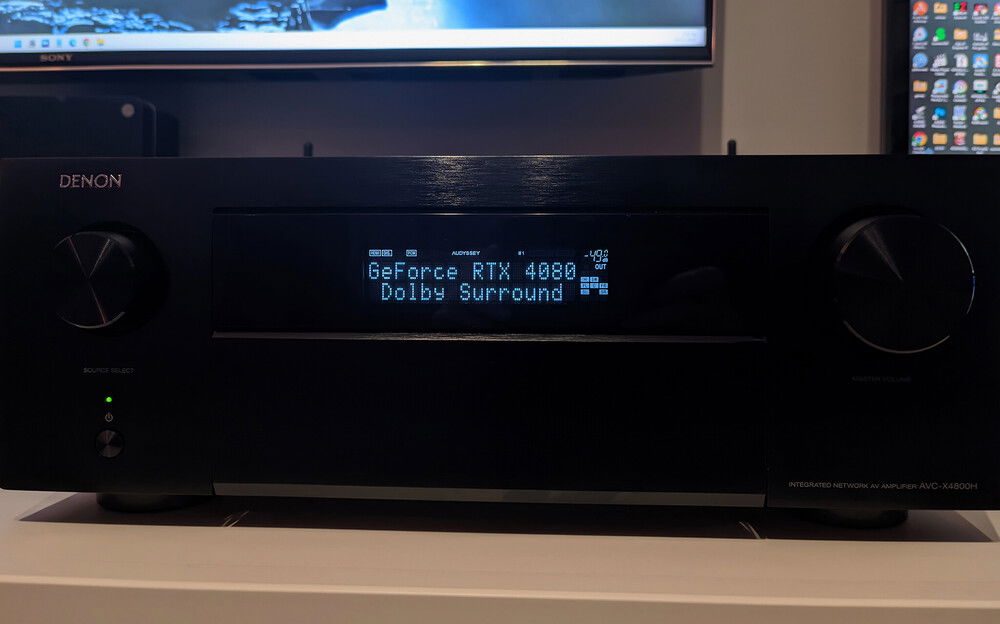 SONY
DENON
AUDYSSEY
-49.0
dB
GeForce RTX 4080
OUT
Dolby Surround
SOURCE SELECT
MASTER VOLUME
INTEGRATED NETWORK AV AMPLIFIER AVC-X4800H